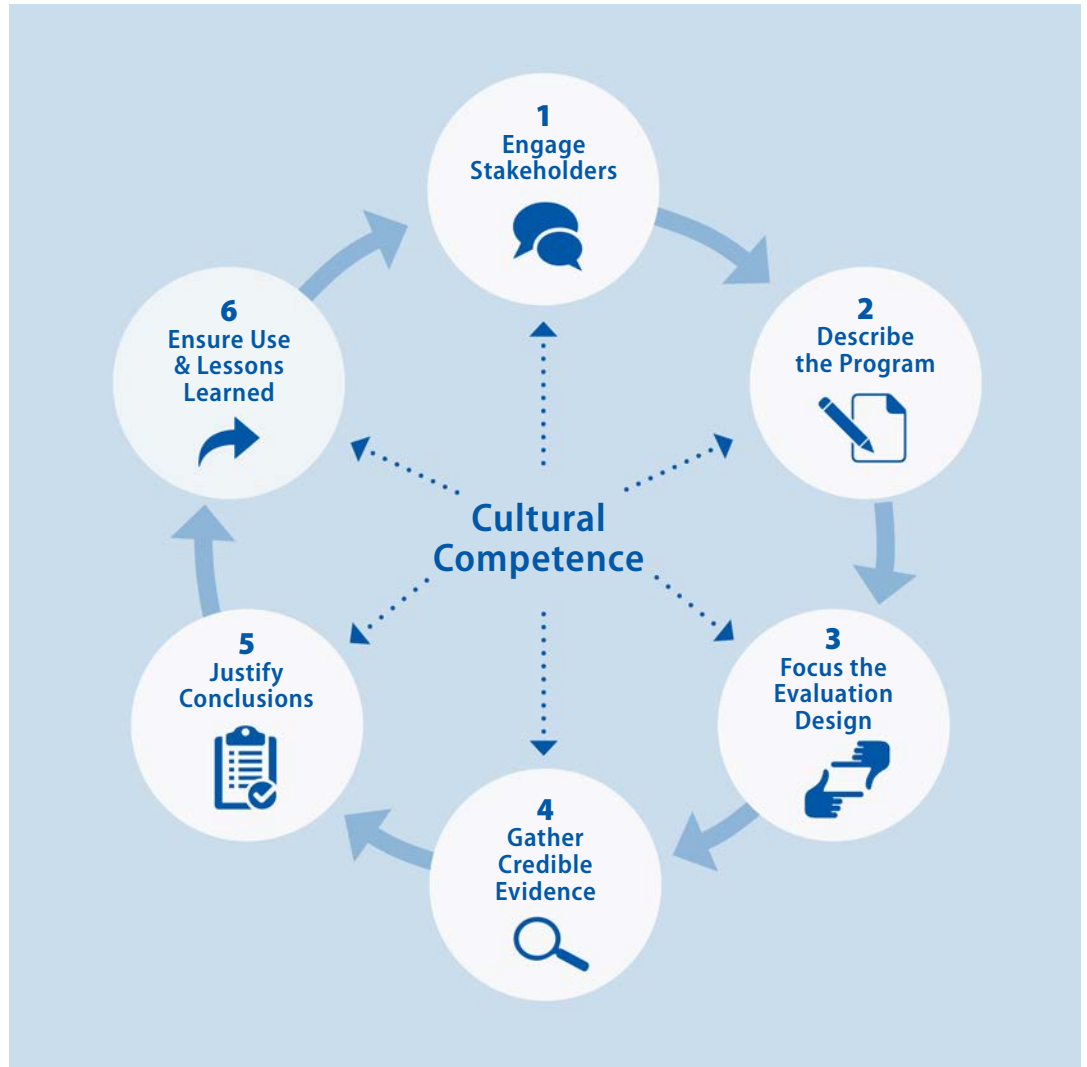 1
Engage
Stakeholders
2
Describe
the Program
3
Focus the
Evaluation
Design
4
Gather
Credible
Evidence
5
Justify
Conclusions
6
Ensure Use
& Lessons
Learned
Cultural
Competence